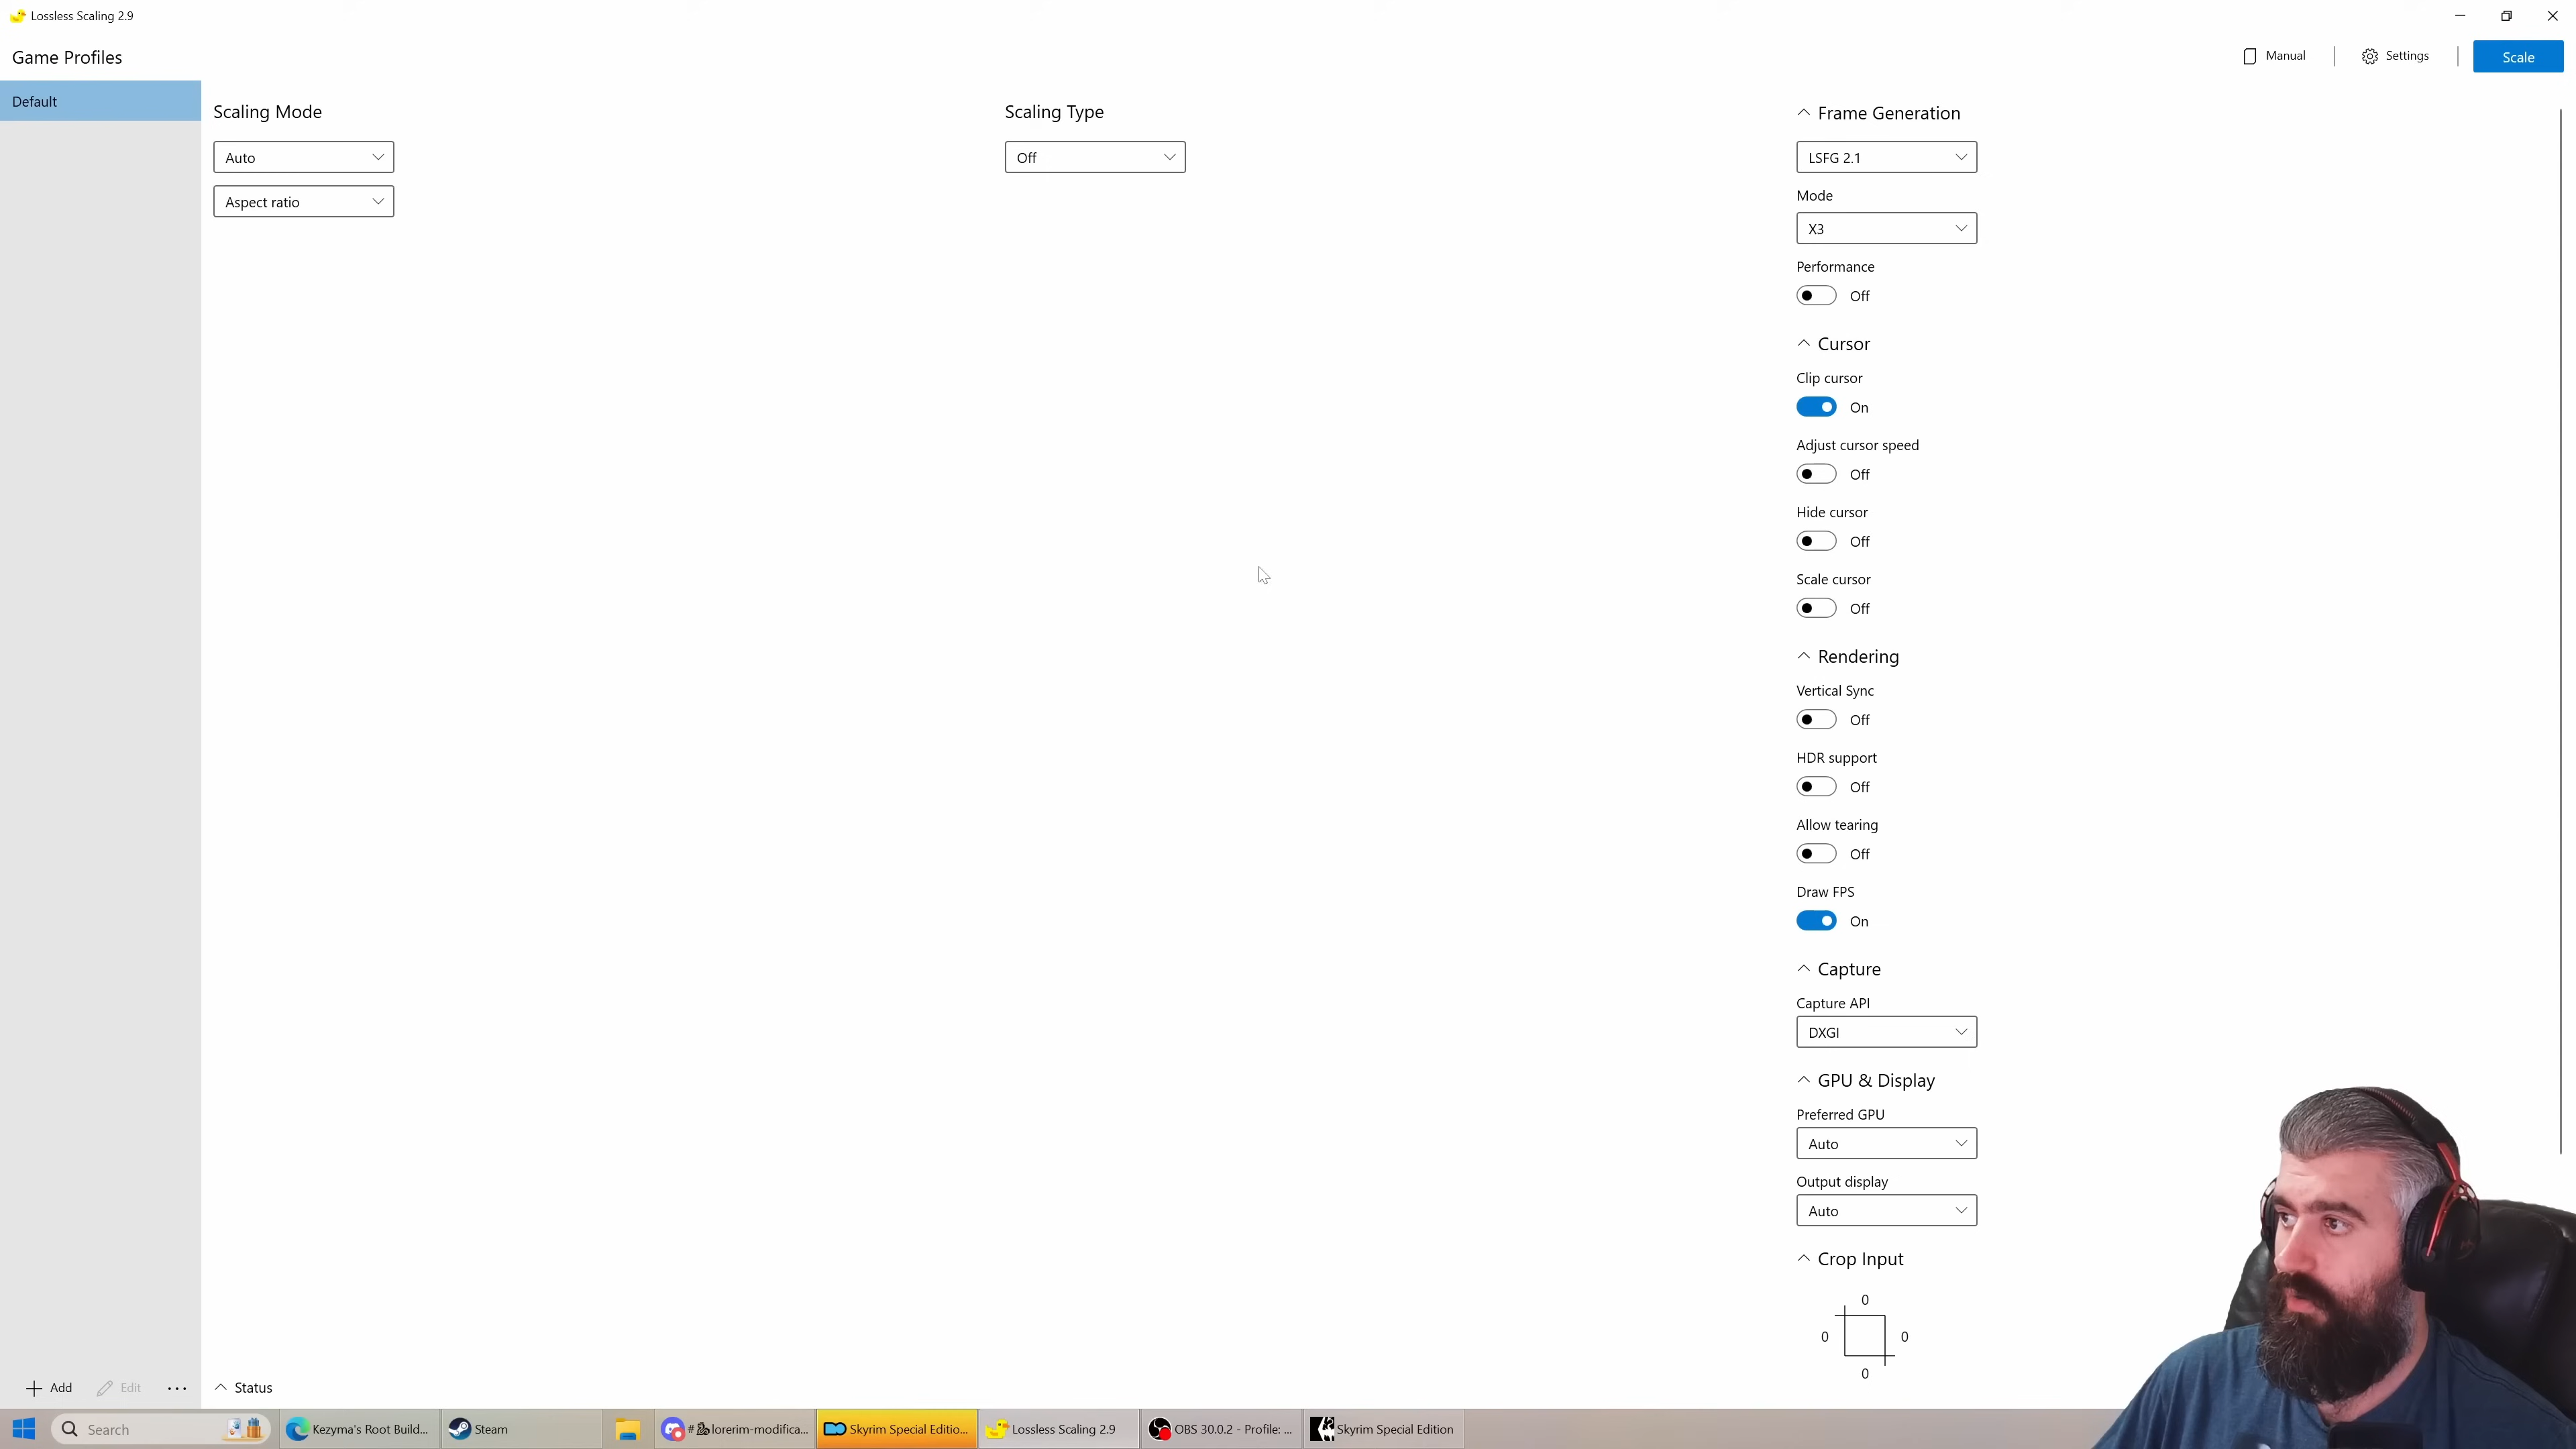 Lossless Scaling 2.9
Game Profiles
Manual
Settings
Scale
Default
Scaling Mode
Auto
Aspect ratio
Scaling Type
Off
Frame Generation
LSFG 2.1
Mode
X3
Performance
Off
Cursor
Clip cursor
On
Adjust cursor speed
Off
Hide cursor
Off
Scale cursor
Off
Rendering
Vertical Sync
Off
HDR support
Off
Allow tearing
Off
Draw FPS
On
Capture
Capture API
DXGI
GPU & Display
Preferred GPU
Auto
Output display
Auto
Crop Input
0
0 0
0
Add
Edit
Status
Search
Kezyma's Root Build...
Steam
# lorerim-modifica...
Skyrim Special Editio...
Lossless Scaling 2.9
OBS 30.0.2 - Profile: ...
Skyrim Special Edition